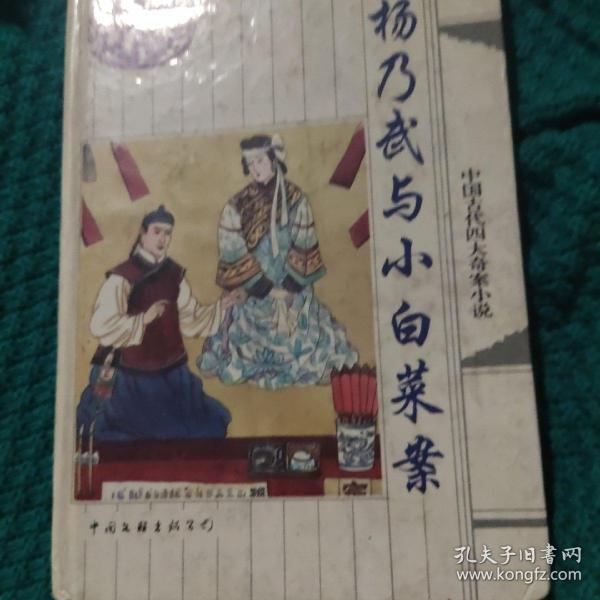 杨乃武与小白菜案
中国古代四大奇案小说
中国文联出版公司
孔夫子旧书网
www.kongfz.com